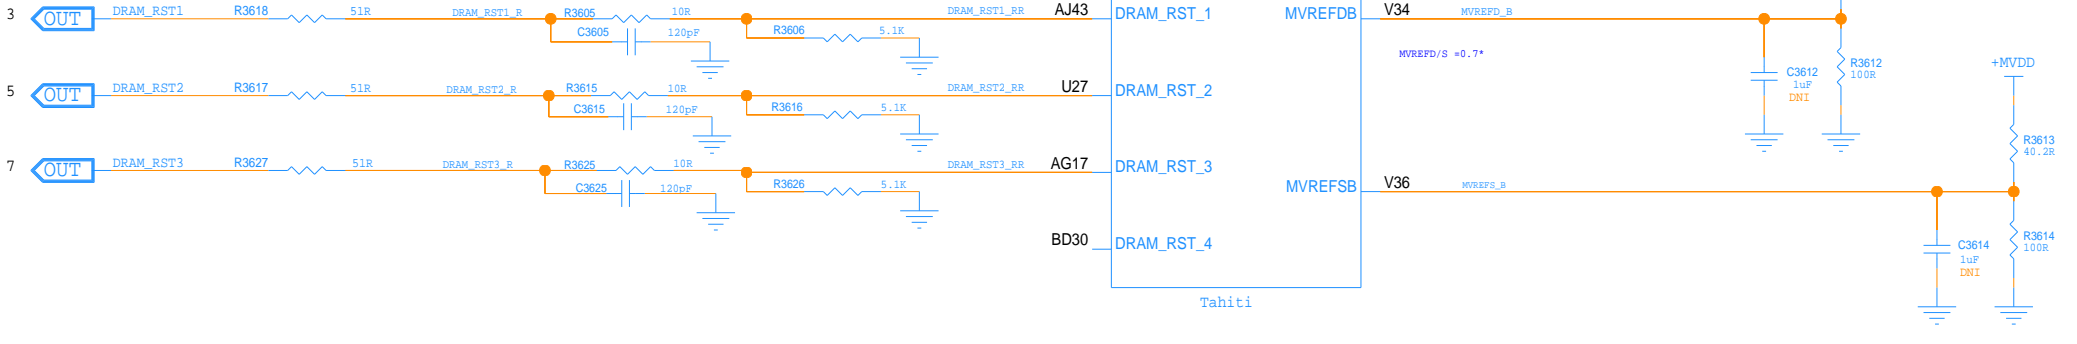 3 OUT DRAM_RST1 R3618 51R DRAM_RST1_R R3605 10R DRAM_RST1_RR AJ43 DRAM_RST_1 MVREFDB V34 MVREFD_B
C3605 120pF R3606 5.1K
MVREFD/S =0.7*
C3612 R3612
1uF 100R
DNI
+MVDD
5 OUT DRAM_RST2 R3617 51R DRAM_RST2_R R3615 10R DRAM_RST2_RR U27 DRAM_RST_2
C3615 120pF R3616 5.1K
R3613
40.2R
7 OUT DRAM_RST3 R3627 51R DRAM_RST3_R R3625 10R DRAM_RST3_RR AG17 DRAM_RST_3
C3625 120pF R3626 5.1K MVREFSB V36 MVREFS_B
BD30 DRAM_RST_4
C3614 R3614
1uF 100R
DNI
Tahiti